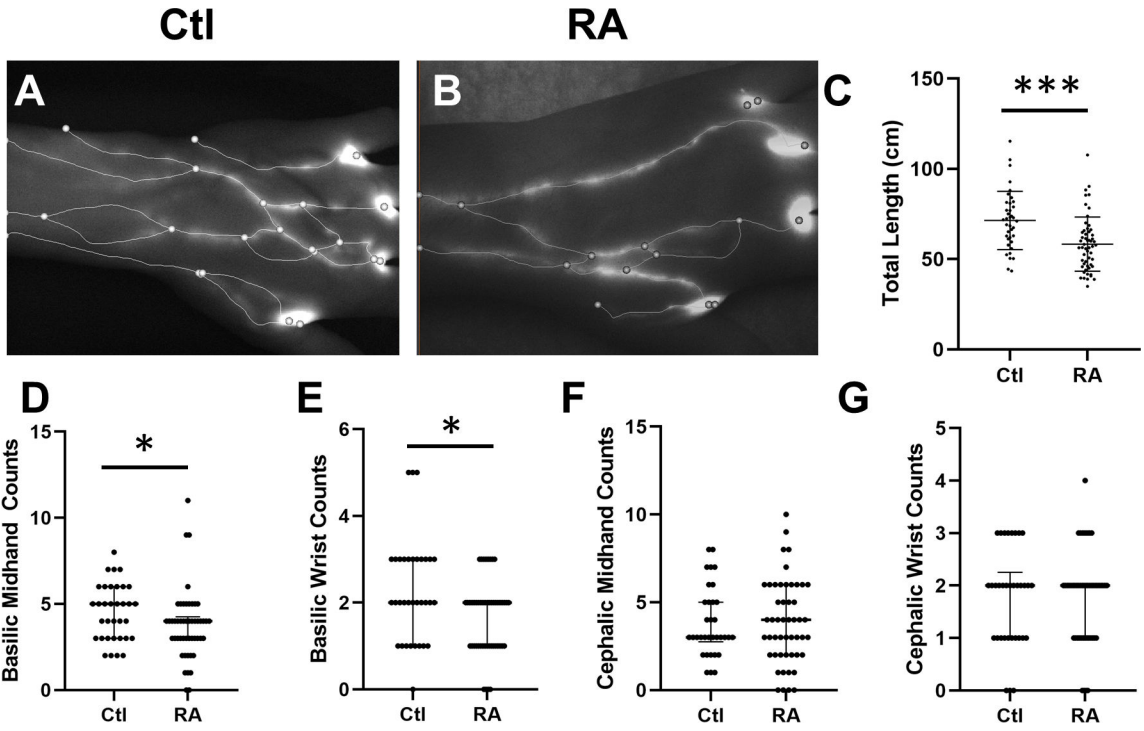 Ctl
RA
A
B
C
***
150
100
50
0
Total Length (cm)
Ctl
RA
D
*
15
10
5
0
Basilic Midhand Counts
Ctl
RA
E
*
6
4
2
0
Basilic Wrist Counts
Ctl
RA
F
15
10
5
0
Cephalic Midhand Counts
Ctl
RA
G
5
4
3
2
1
0
Cephalic Wrist Counts
Ctl
RA